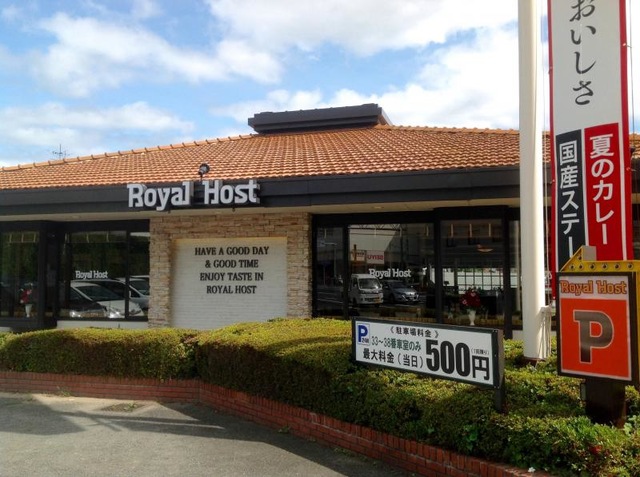 おいしさ
夏のカレー
国産ステー
Royal Host
HAVE A GOOD DAY
& GOOD TIME
ENJOY TASTE IN
ROYAL HOST
Royal Host
Royal Host
Royal Host
P
P
《駐車場料金》
33〜38番車室のみ
最大料金(当日)500円